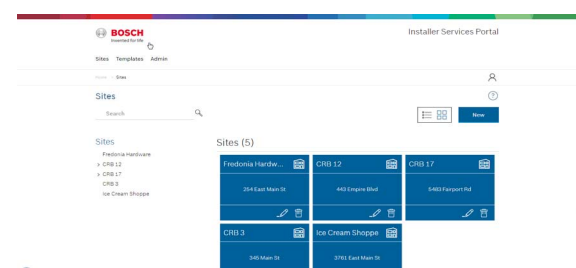 BOSCH
Invented for life
Installer Services Portal
Sites Templates Admin
Home > Sites
Sites
Search
New
Sites
Fredonia Hardware
> CRB 12
> CRB 17
CRB 3
Ice Cream Shoppe
Sites (5)
Fredonia Hardw...
254 East Main St
CRB 12
443 Empire Blvd
CRB 17
5483 Fairport Rd
CRB 3
345 Main St
Ice Cream Shoppe
3761 East Main St